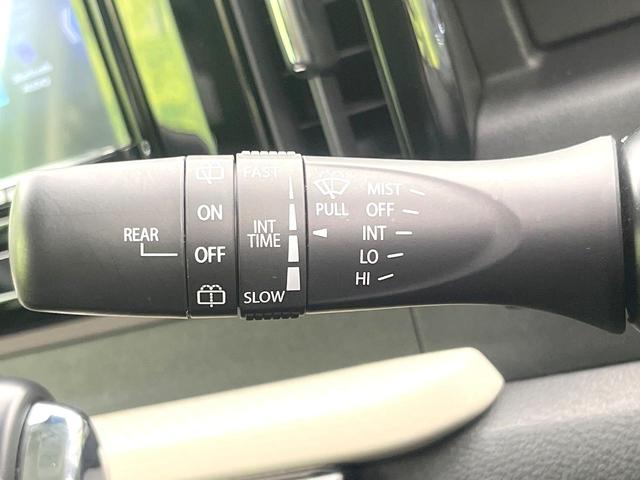 REAR
ON
OFF
FAST
INT
TIME
SLOW
PULL
MIST
OFF
INT
LO
HI